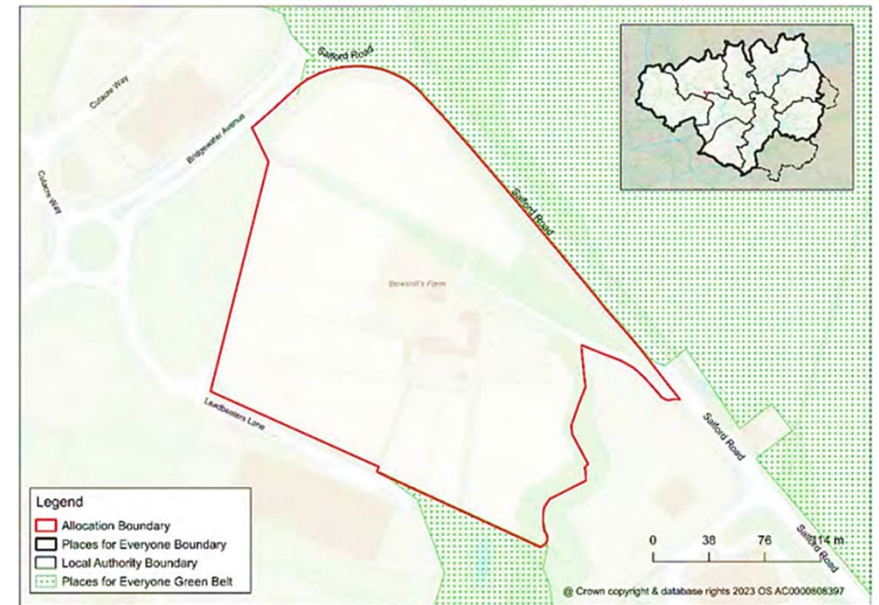 Salford Road
Cutacre Way
Bridgewater Avenue
Cutacre Way
Salford Road
Bewshill's Farm
Leadbeaters Lane
Salford Road
Salford Road
Legend
Allocation Boundary
Places for Everyone Boundary
Local Authority Boundary
Places for Everyone Green Belt
0 38 76 114 m
@ Crown copyright & database rights 2023 OS AC0000808397